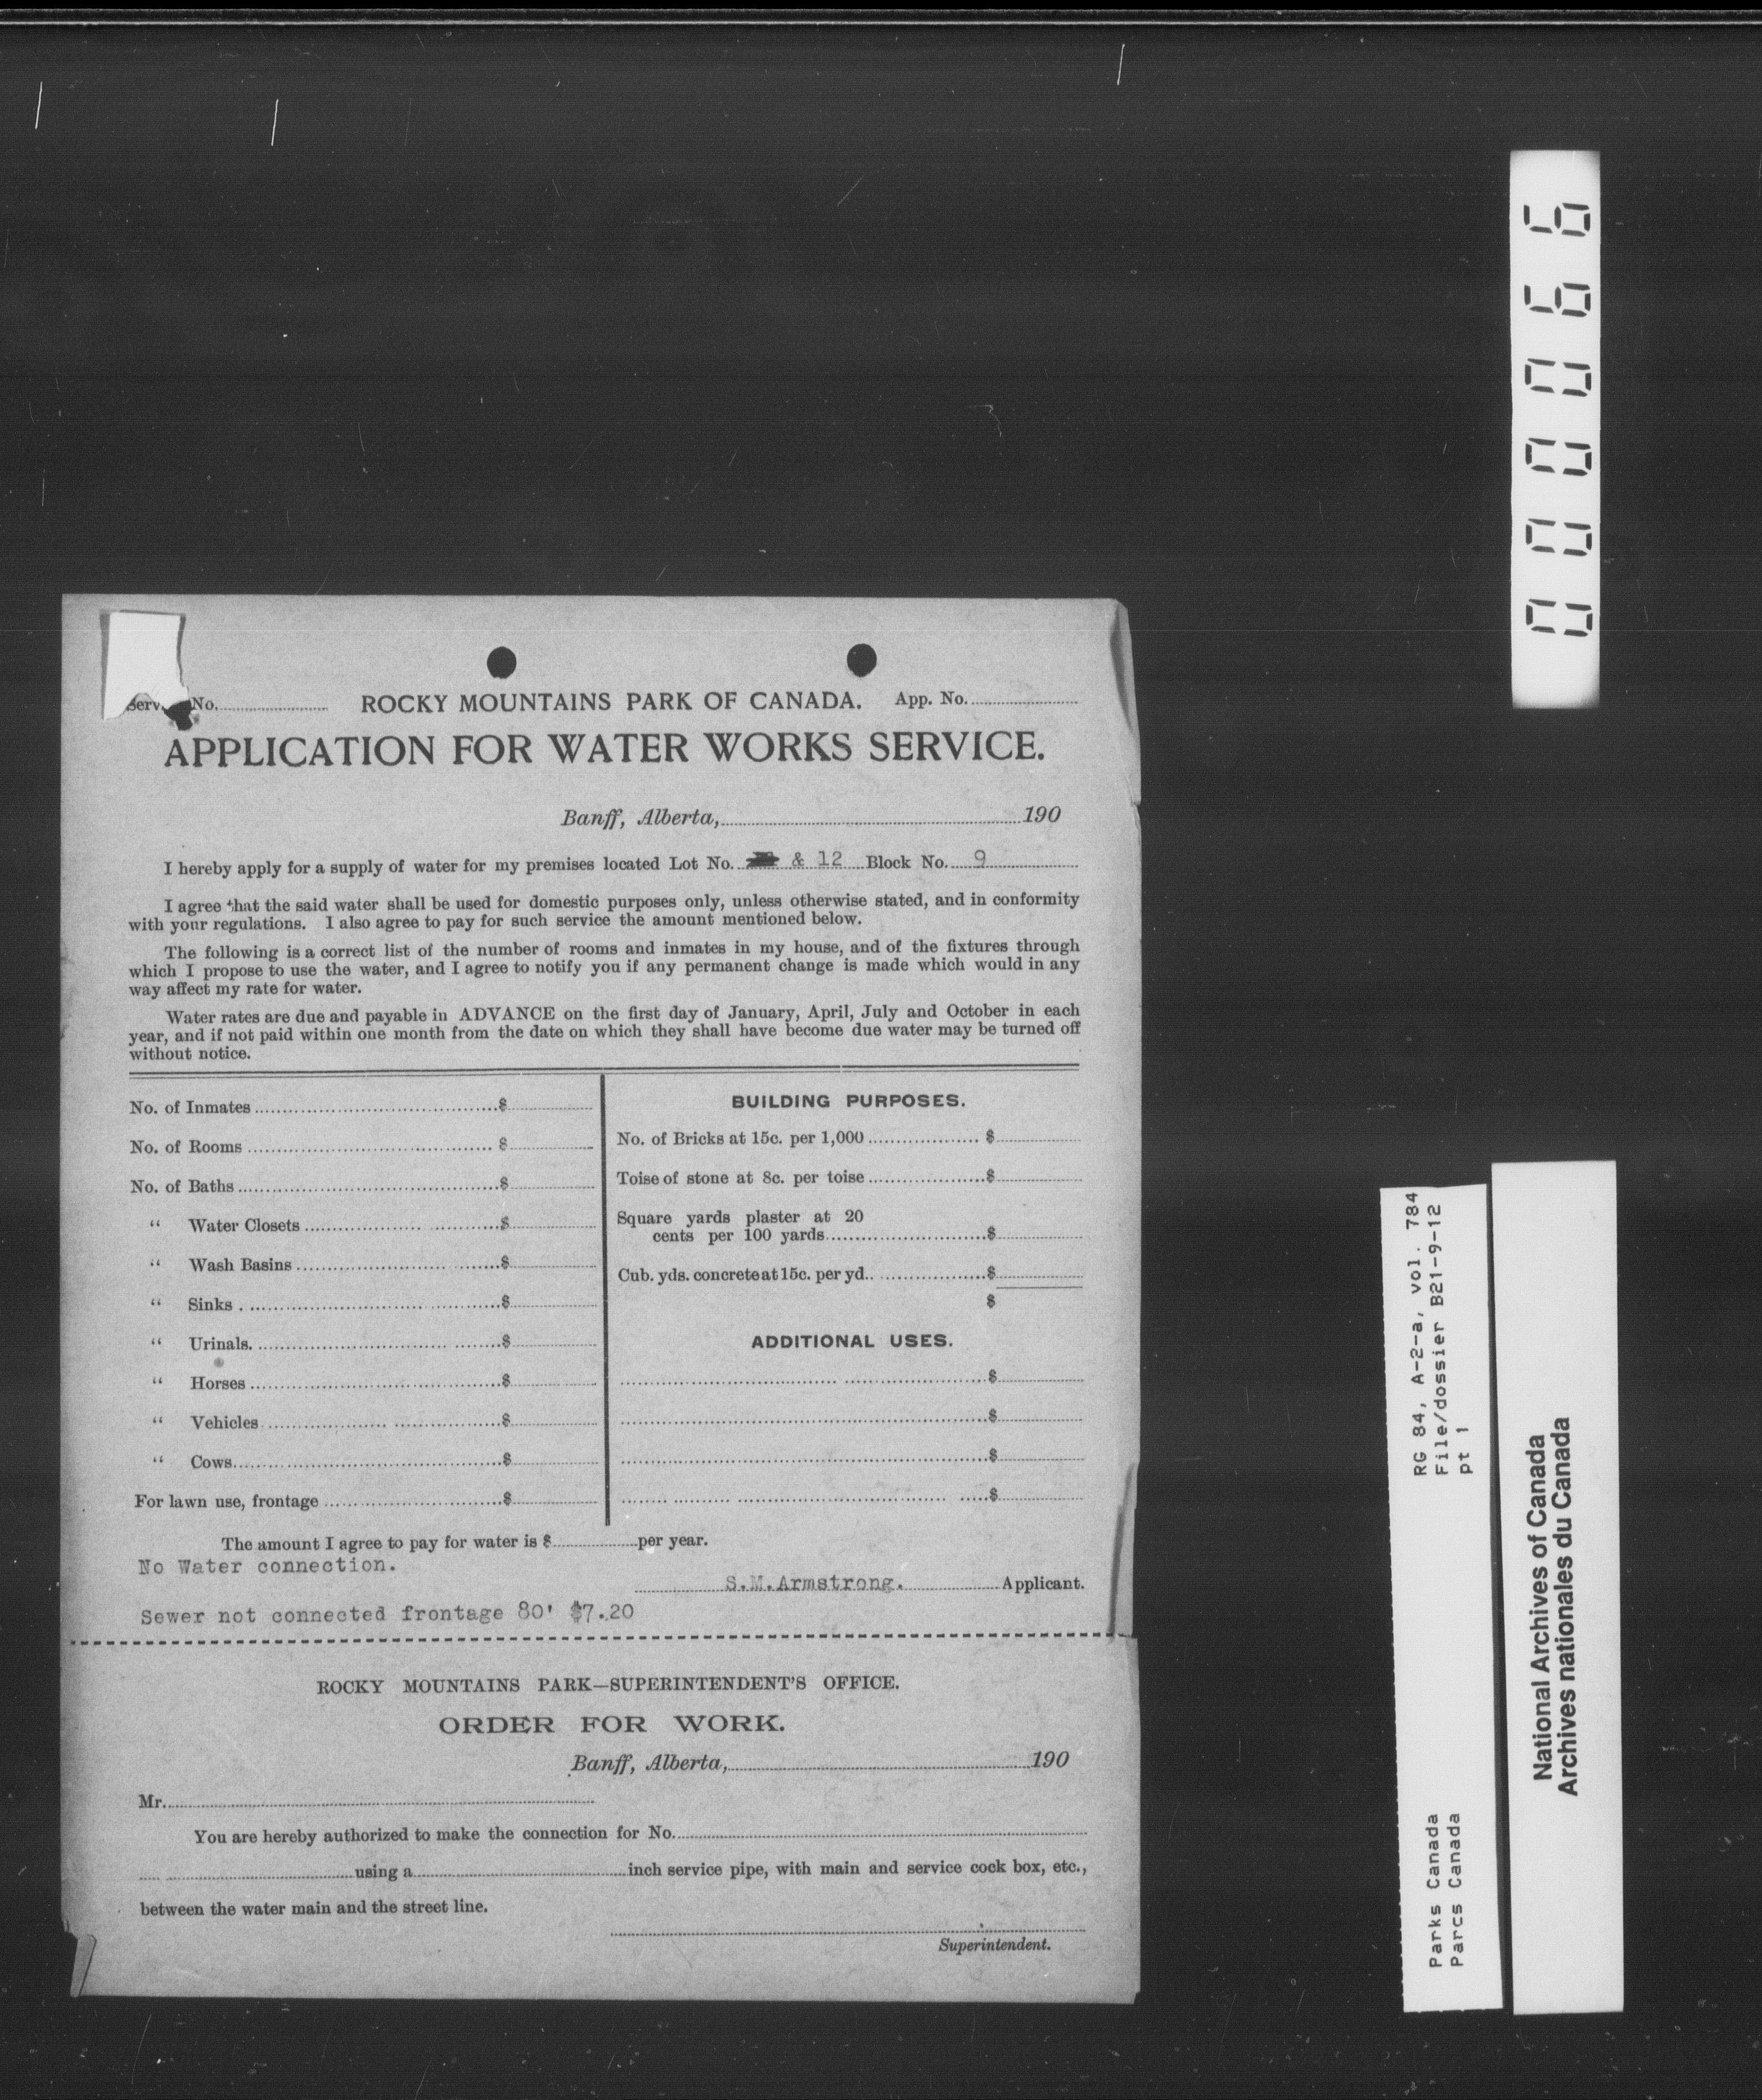 Serv. No. ROCKY MOUNTAINS PARK OF CANADA. App. No.
APPLICATION FOR WATER WORKS SERVICE.
Banff, Alberta, 190
I hereby apply for a supply of water for my premises located Lot No. & 12 Block No. 9
I agree that the said water shall be used for domestic purposes only, unless otherwise stated, and in conformity
with your regulations. I also agree to pay for such service the amount mentioned below.
The following is a correct list of the number of rooms and inmates in my house, and of the fixtures through
which I propose to use the water, and I agree to notify you if any permanent change is made which would in any
way affect my rate for water.
Water rates are due and payable in ADVANCE on the first day of January, April, July and October in each
year, and if not paid within one month from the date on which they shall have become due water may be turned off
without notice.
No. of Inmates $
No. of Rooms $
No. of Baths $
" Water Closets $
" Wash Basins $
" Sinks $
" Urinals. $
" Horses $
" Vehicles $
" Cows $
For lawn use, frontage $
BUILDING PURPOSES.
No. of Bricks at 15c. per 1,000 $
Toise of stone at 8c. per toise $
Square yards plaster at 20
cents per 100 yards $
Cub. yds. concrete at 15c. per yd. $
$
ADDITIONAL USES.
$
$
$
$
The amount I agree to pay for water is $ per year.
No Water connection.
S.M.Armstrong. Applicant.
Sewer not connected frontage 80' $7.20
ROCKY MOUNTAINS PARK—SUPERINTENDENT'S OFFICE.
ORDER FOR WORK.
Banff, Alberta, 190
Mr.
You are hereby authorized to make the connection for No.
using a inch service pipe, with main and service cock box, etc.,
between the water main and the street line.
Superintendent.
000066
RG 84, A-2-a, vol. 784
File/dossier B21-9-12
pt 1
Parks Canada
Parcs Canada
National Archives of Canada
Archives nationales du Canada